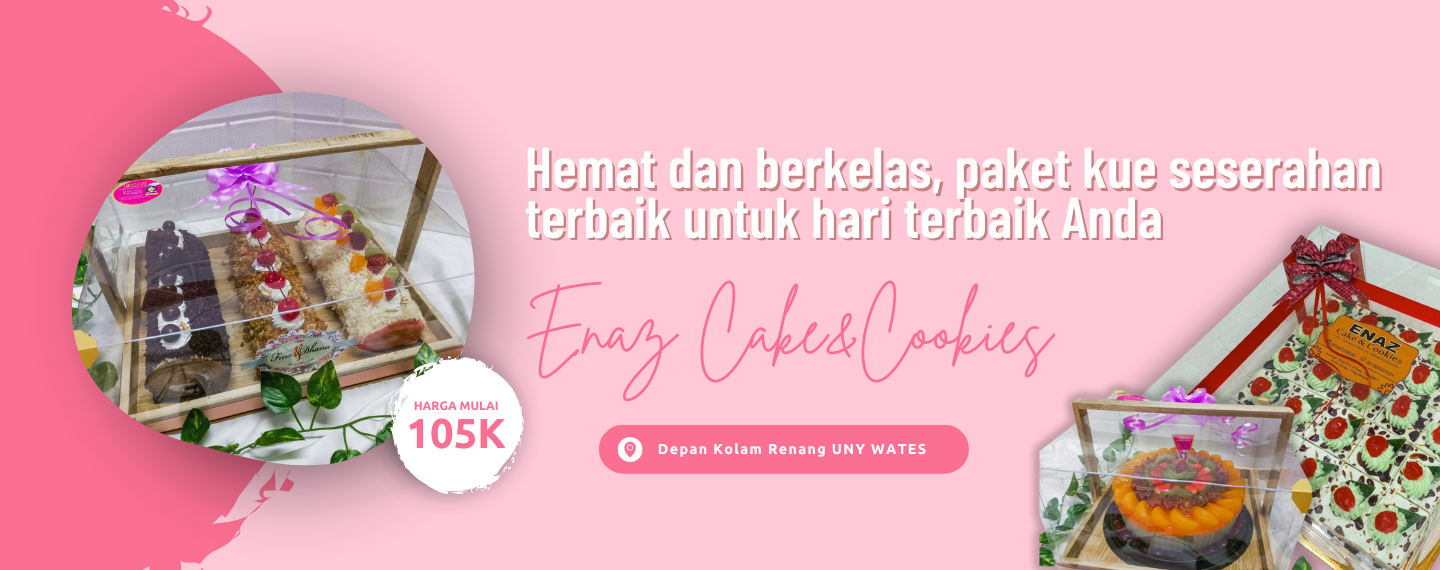 Hemat dan berkelas, paket kue seserahan
terbaik untuk hari terbaik Anda
Enaz Cake&Cookies
HARGA MULAI
105K
Depan Kolam Renang UNY WATES
ENAZ
Cake & Cookies